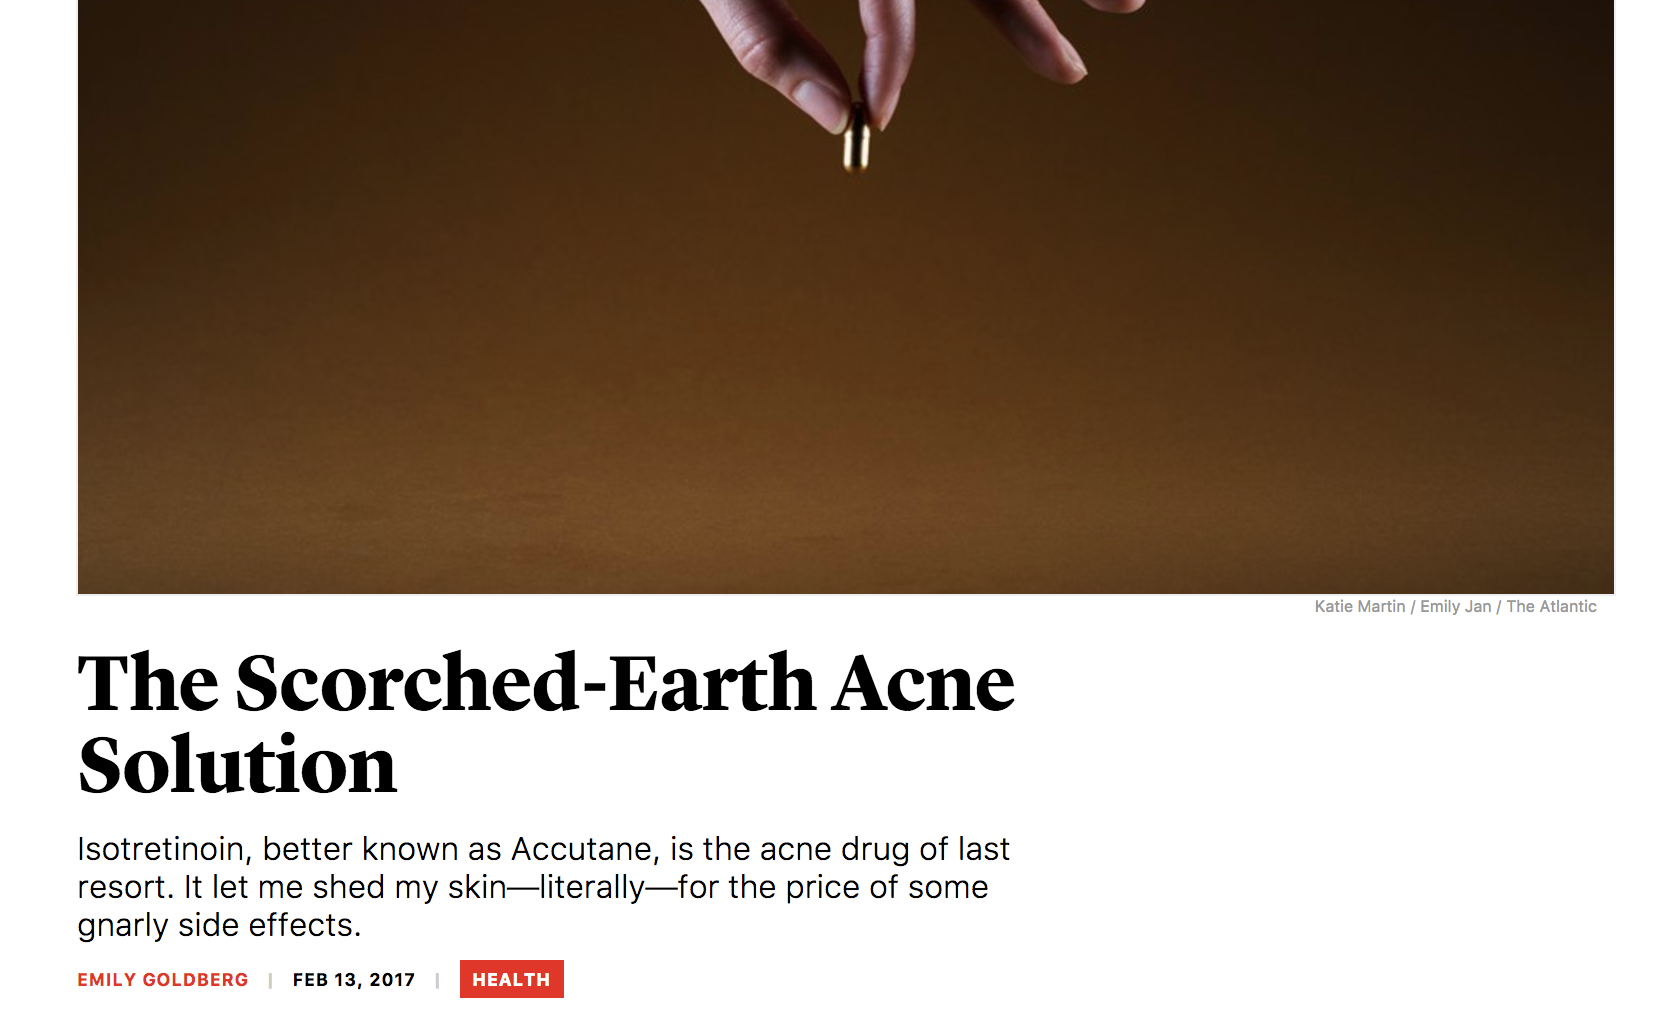 Katie Martin / Emily Jan / The Atlantic
The Scorched-Earth Acne
Solution
Isotretinoin, better known as Accutane, is the acne drug of last
resort. It let me shed my skin—literally—for the price of some
gnarly side effects.
EMILY GOLDBERG | FEB 13, 2017 | HEALTH